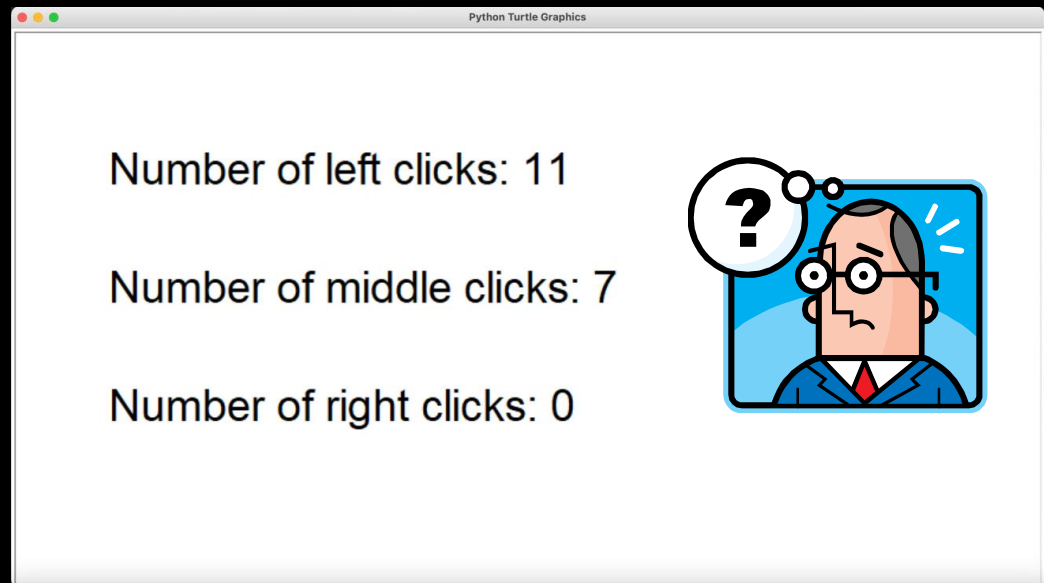 Python Turtle Graphics
Number of left clicks: 11
?
Number of middle clicks: 7
Number of right clicks: 0